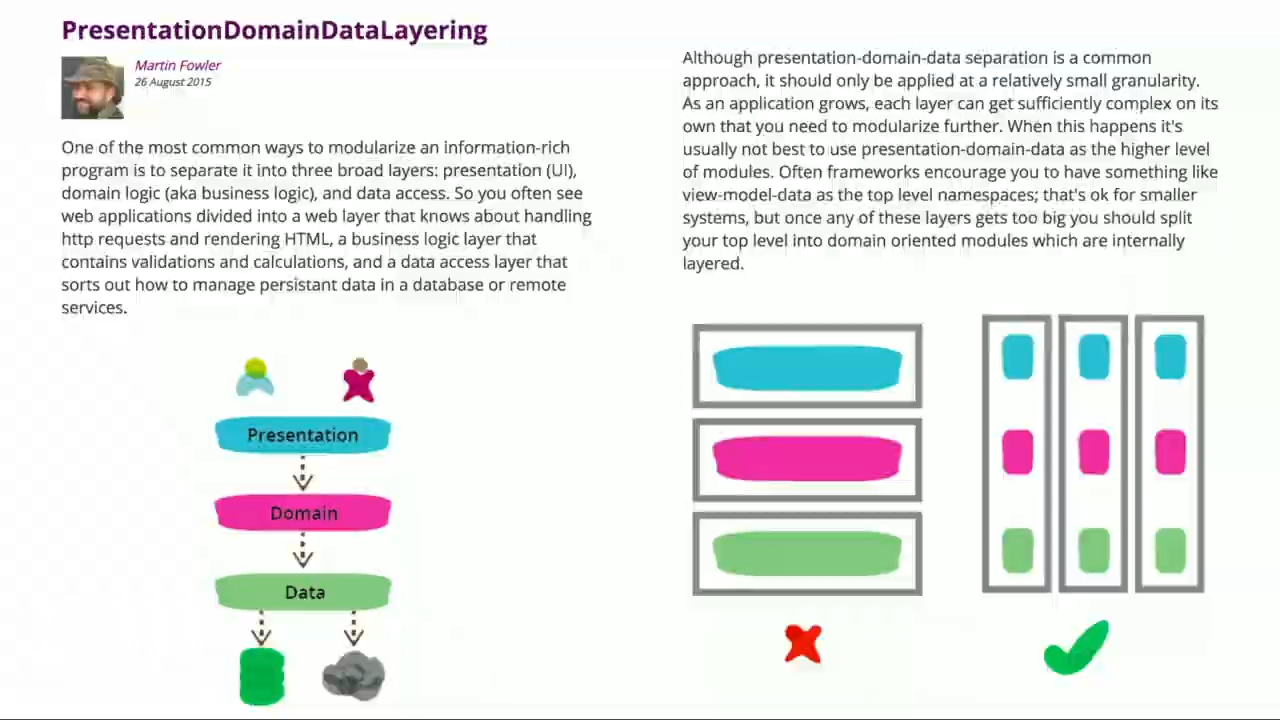 PresentationDomainDataLayering
Martin Fowler
26 August 2015
One of the most common ways to modularize an information-rich
program is to separate it into three broad layers: presentation (UI),
domain logic (aka business logic), and data access. So you often see
web applications divided into a web layer that knows about handling
http requests and rendering HTML, a business logic layer that
contains validations and calculations, and a data access layer that
sorts out how to manage persistant data in a database or remote
services.
Presentation
Domain
Data
Although presentation-domain-data separation is a common
approach, it should only be applied at a relatively small granularity.
As an application grows, each layer can get sufficiently complex on its
own that you need to modularize further. When this happens it's
usually not best to use presentation-domain-data as the higher level
of modules. Often frameworks encourage you to have something like
view-model-data as the top level namespaces; that's ok for smaller
systems, but once any of these layers gets too big you should split
your top level into domain oriented modules which are internally
layered.